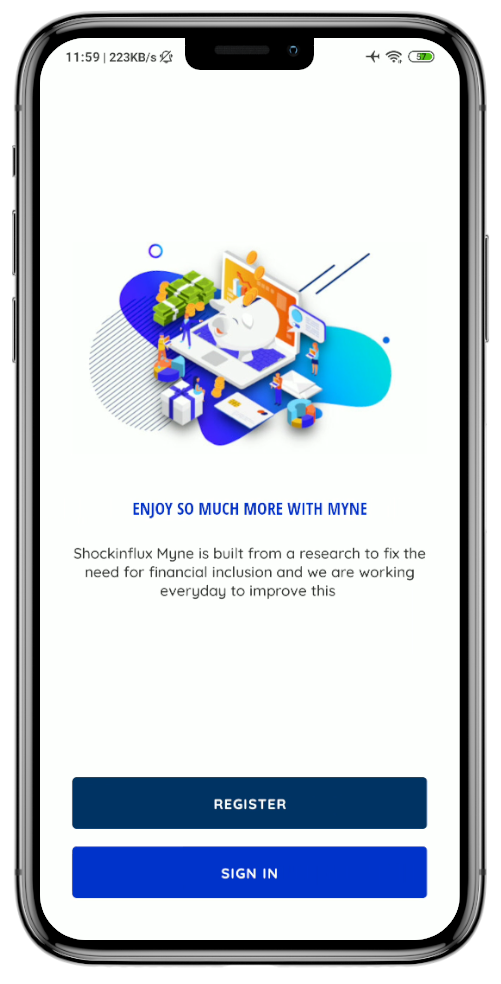 11:59 | 223KB/s
57
ENJOY SO MUCH MORE WITH MYNE
Shockinflux Myne is built from a research to fix the
need for financial inclusion and we are working
everyday to improve this
REGISTER
SIGN IN